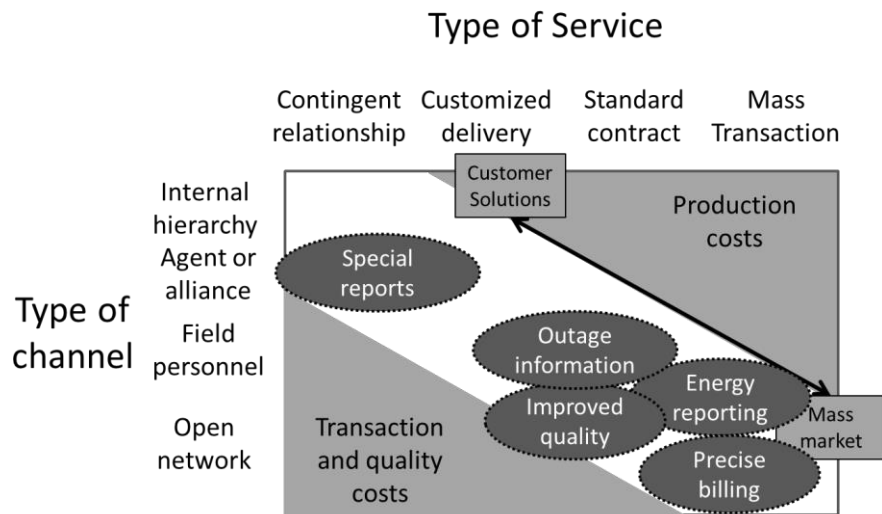 Type of Service
Contingent relationship
Customized delivery
Standard contract
Mass Transaction
Customer Solutions
Internal hierarchy
Production costs
Agent or alliance
Special reports
Type of channel
Field personnel
Outage information
Energy reporting
Improved quality
Mass market
Open network
Transaction and quality costs
Precise billing